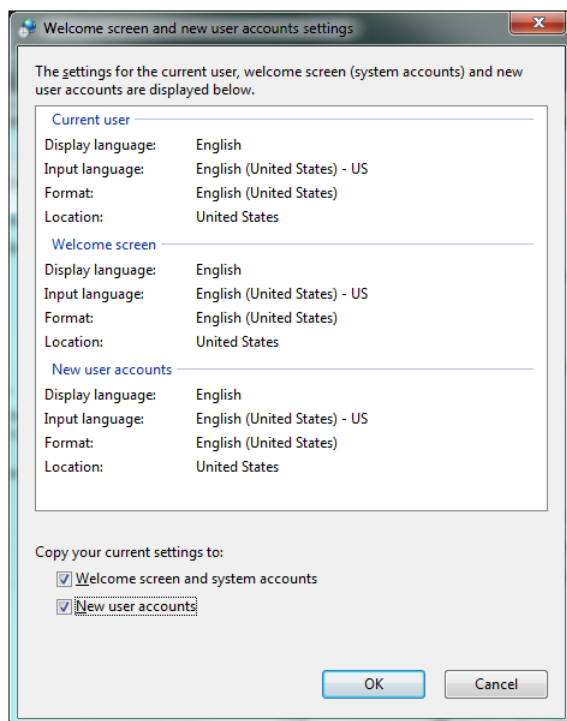 Welcome screen and new user accounts settings
The settings for the current user, welcome screen (system accounts) and new
user accounts are displayed below.
Current user
Display language: English
Input language: English (United States) - US
Format: English (United States)
Location: United States
Welcome screen
Display language: English
Input language: English (United States) - US
Format: English (United States)
Location: United States
New user accounts
Display language: English
Input language: English (United States) - US
Format: English (United States)
Location: United States
Copy your current settings to:
Welcome screen and system accounts
New user accounts
OK Cancel